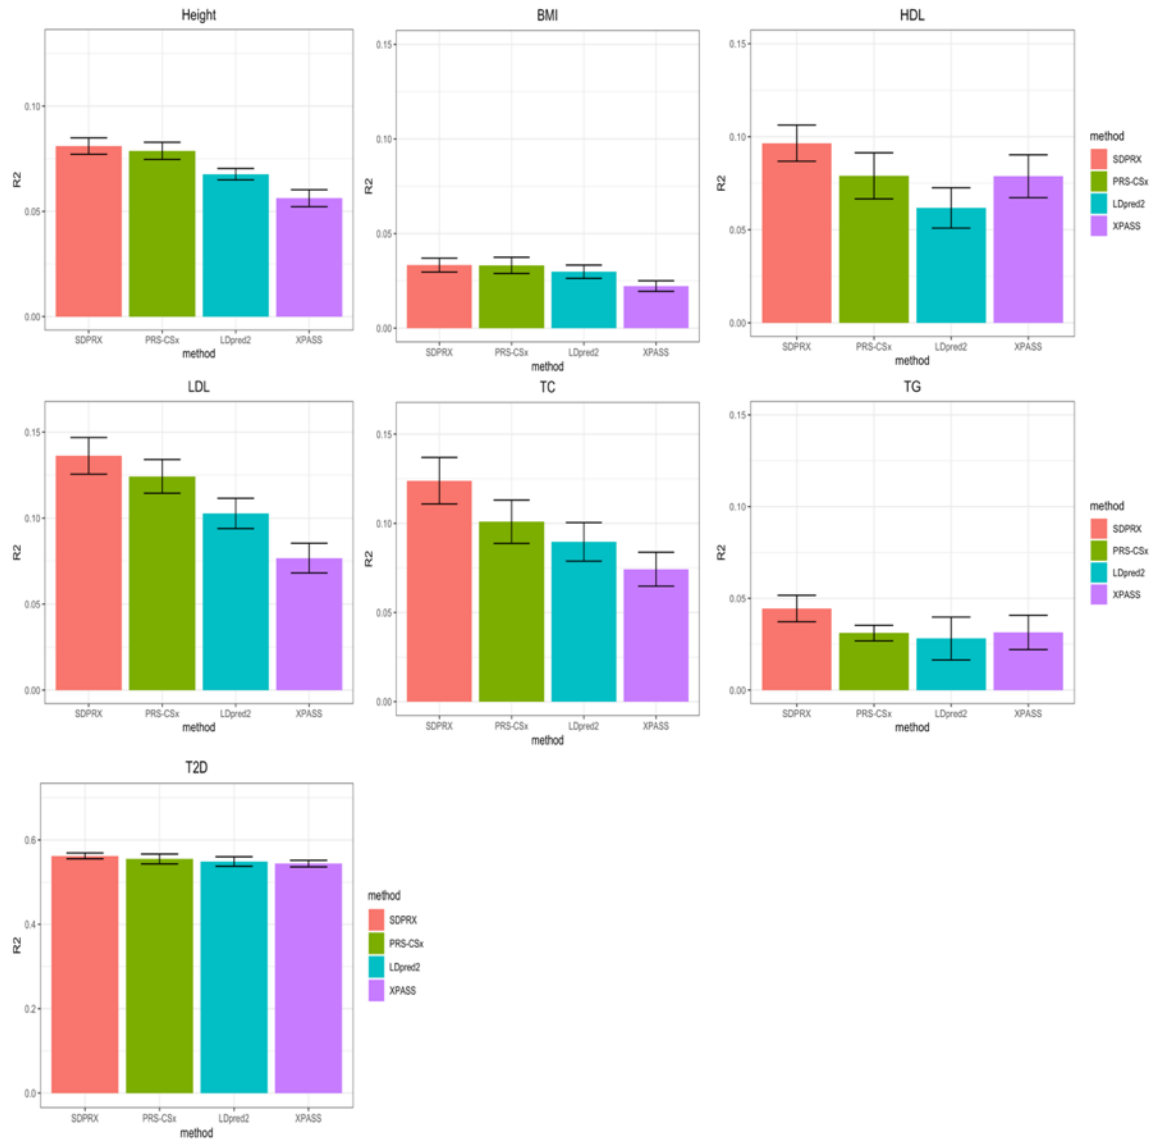 Height
BMI
HDL
R2
0.10
0.05
0.00
SDPRX PRS-CSx LDpred2 XPASS
method
R2
0.15
0.10
0.05
0.00
SDPRX PRS-CSx LDpred2 XPASS
method
R2
0.15
0.10
0.05
0.00
SDPRX PRS-CSx LDpred2 XPASS
method
method
SDPRX
PRS-CSx
LDpred2
XPASS
LDL
TC
TG
R2
0.15
0.10
0.05
0.00
SDPRX PRS-CSx LDpred2 XPASS
method
R2
0.15
0.10
0.05
0.00
SDPRX PRS-CSx LDpred2 XPASS
method
R2
0.15
0.10
0.05
0.00
SDPRX PRS-CSx LDpred2 XPASS
method
method
SDPRX
PRS-CSx
LDpred2
XPASS
T2D
R2
0.6
0.4
0.2
0.0
SDPRX PRS-CSx LDpred2 XPASS
method
method
SDPRX
PRS-CSx
LDpred2
XPASS